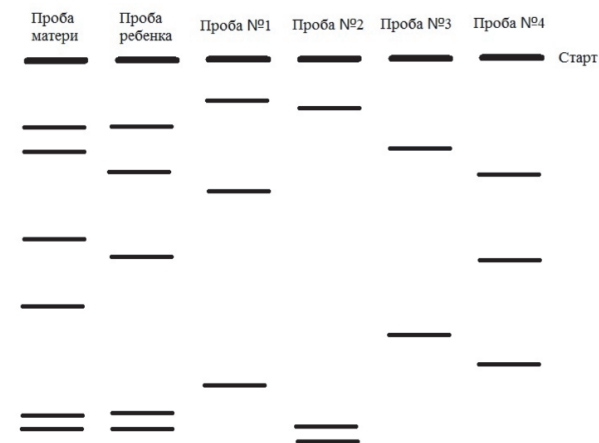 Проба
матери
Проба
ребенка
Проба №1
Проба №2
Проба №3
Проба №4
Старт